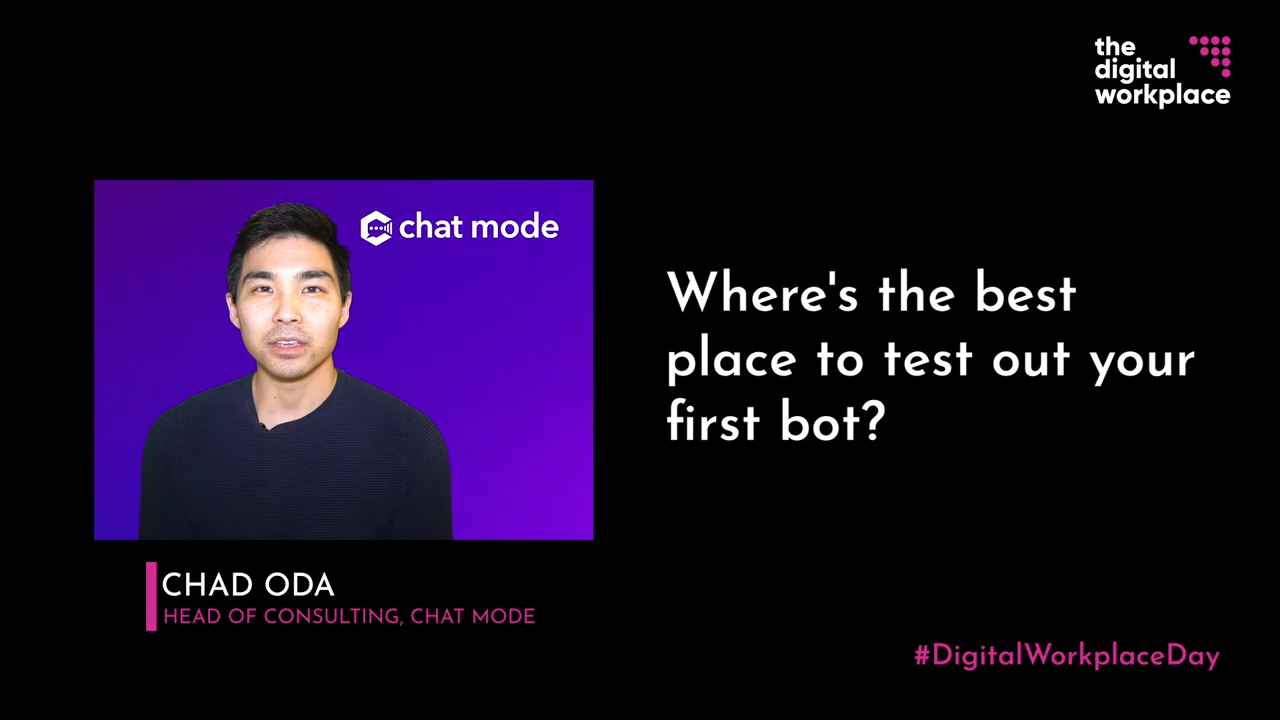 the
digital
workplace
chat mode
Where's the best
place to test out your
first bot?
CHAD ODA
HEAD OF CONSULTING, CHAT MODE
#DigitalWorkplaceDay